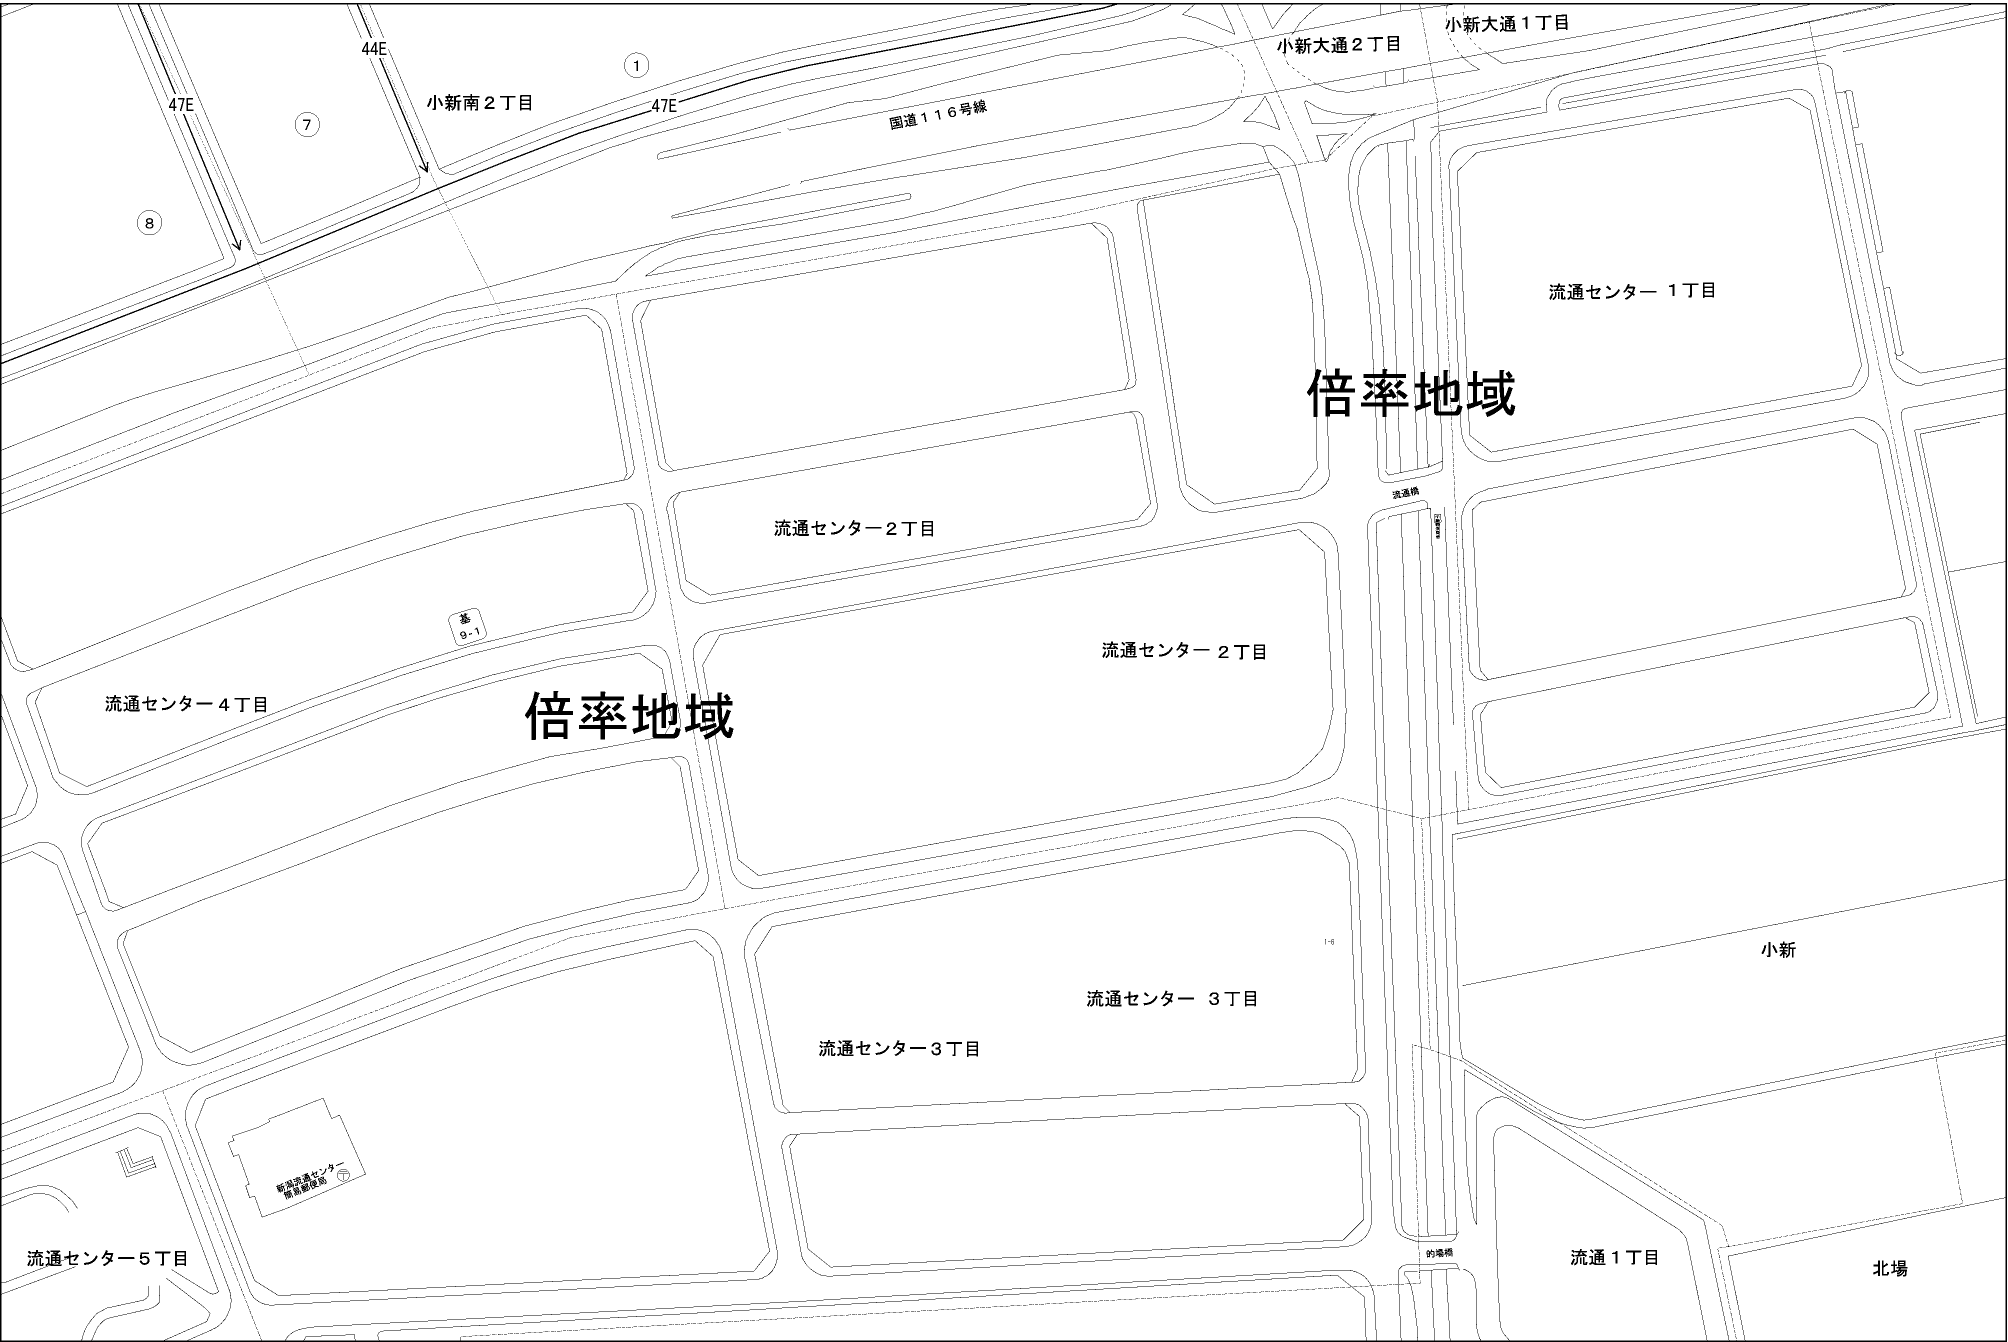 小新大通１丁目
小新大通２丁目
44E
①
47E
小新南２丁目
47E
国道１１６号線
⑦
⑧
流通センター １丁目
倍率地域
流通橋
流通センター２丁目
基
9-1
流通センター ２丁目
流通センター４丁目
倍率地域
1-6
小新
流通センター ３丁目
流通センター３丁目
新潟流通センター
簡易郵便局
流通センター５丁目
的場橋
流通１丁目
北場